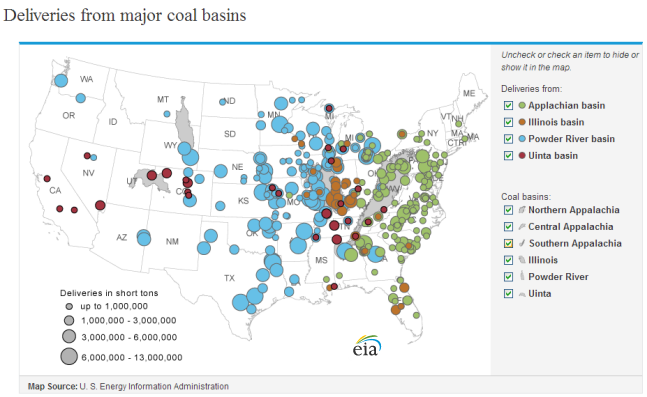 Deliveries from major coal basins
Uncheck or check an item to hide or
show it in the map.
Deliveries from:
Applachian basin
Illinois basin
Powder River basin
Uinta basin
Coal basins:
Northern Appalachia
Central Appalachia
Southern Appalachia
Illinois
Powder River
Uinta
WA
OR
ID
MT
ND
MN
SD
WY
NV
UT
CA
AZ
NM
NE
KS
MO
OK
TX
MS
TN
MI
NY
ME
VT
NH
MA
CT
Deliveries in short tons
up to 1,000,000
1,000,000 - 3,000,000
3,000,000 - 6,000,000
6,000,000 - 13,000,000
eia
Map Source: U. S. Energy Information Administration